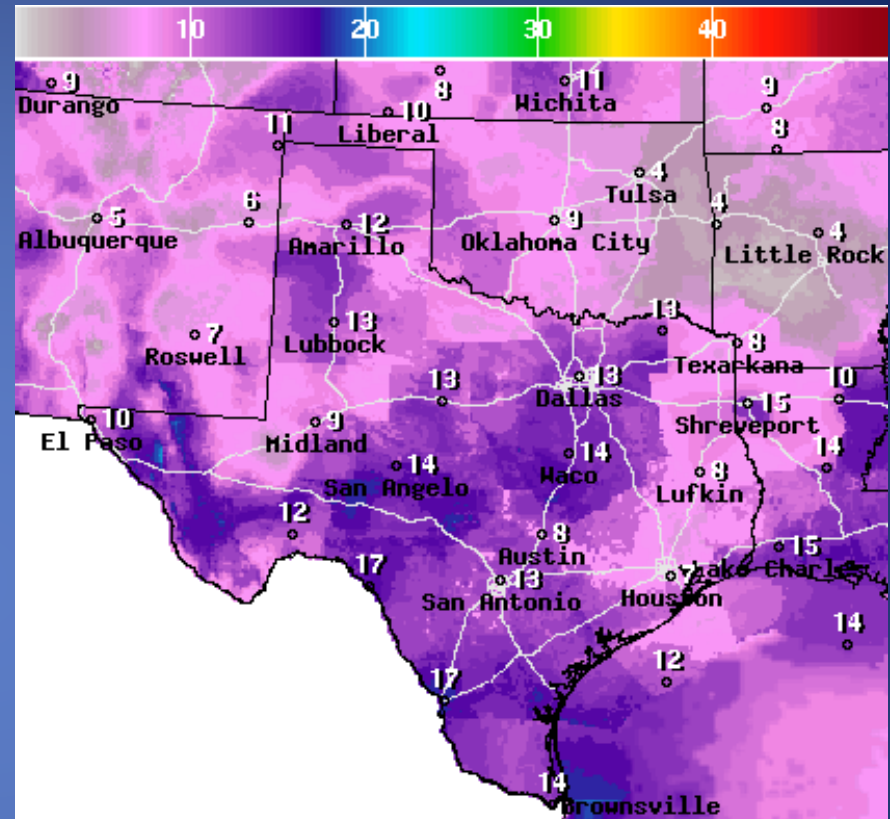 10 20 30 40
9 8 11 9
Durango Wichita
10 8
Liberal
11
4
Tulsa
5 6 12 9 4 4
Albuquerque Amarillo Oklahoma City Little Rock
7 13 13 8
Roswell Lubbock Texarkana
13 13 10
Dallas
15
Shreveport
10 9
El Paso Midland
14 14 8 14
San Angelo Waco Lufkin
12 8 15
Austin
17 13 7 Lake Charles
San Antonio Houston
14
17 12
14
Brownsville